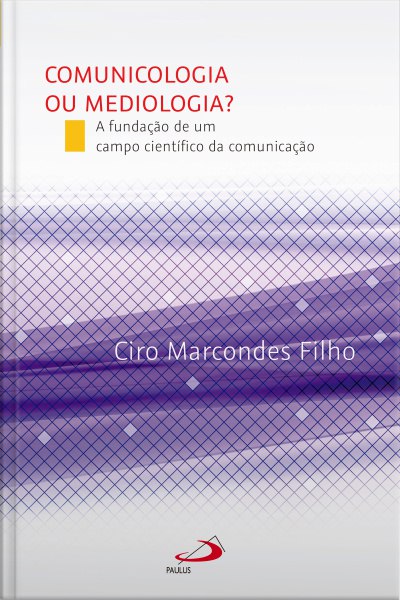 COMUNICOLOGIA
OU MEDIOLOGIA?
A fundação de um
campo científico da comunicação
Ciro Marcondes Filho
PAULUS